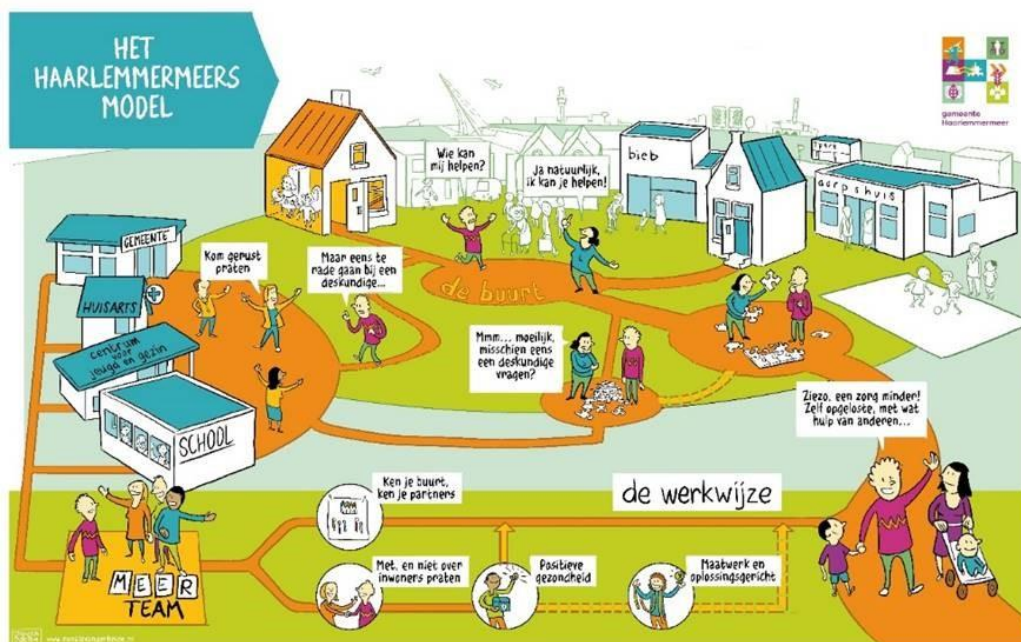 HET
HAARLEMMERMEERS
MODEL
gemeente
Haarlemmermeer
Wie kan
mij helpen?
Ja natuurlijk,
ik kan je helpen!
bieb
dorpshuis
GEMEENTE
Kom gerust
praten
Maar eens te
rade gaan bij een
deskundige...
HUISARTS
de buurt
centrum
voor
jeugd en gezin
Mmm... moeilijk,
misschien eens
een deskundige
vragen?
SCHOOL
Ziezo, een zorg minder!
Zelf opgeloste, met wat
hulp van anderen...
Ken je buurt,
ken je partners
de werkwijze
Met, en niet over
inwoners praten
Positieve
gezondheid
Maatwerk en
oplossingsgericht
MEER
TEAM